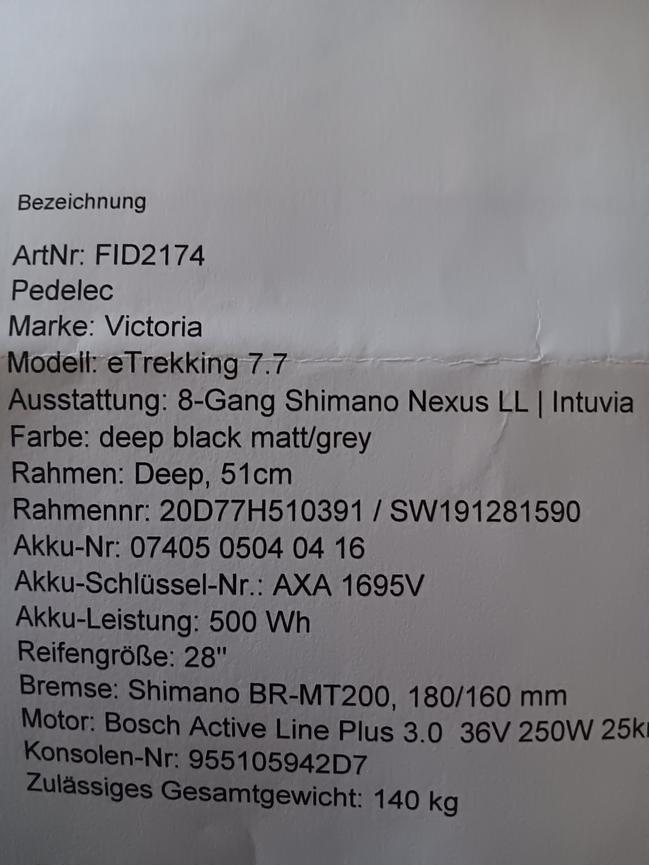 Bezeichnung
ArtNr: FID2174
Pedelec
Marke: Victoria
Modell: eTrekking 7.7
Ausstattung: 8-Gang Shimano Nexus LL | Intuvia
Farbe: deep black matt/grey
Rahmen: Deep, 51cm
Rahmennr: 20D77H510391 / SW191281590
Akku-Nr: 07405 0504 04 16
Akku-Schlüssel-Nr.: AXA 1695V
Akku-Leistung: 500 Wh
Reifengröße: 28"
Bremse: Shimano BR-MT200, 180/160 mm
Motor: Bosch Active Line Plus 3.0 36V 250W
Konsolen-Nr: 955105942D7
Zulässiges Gesamtgewicht: 140 kg